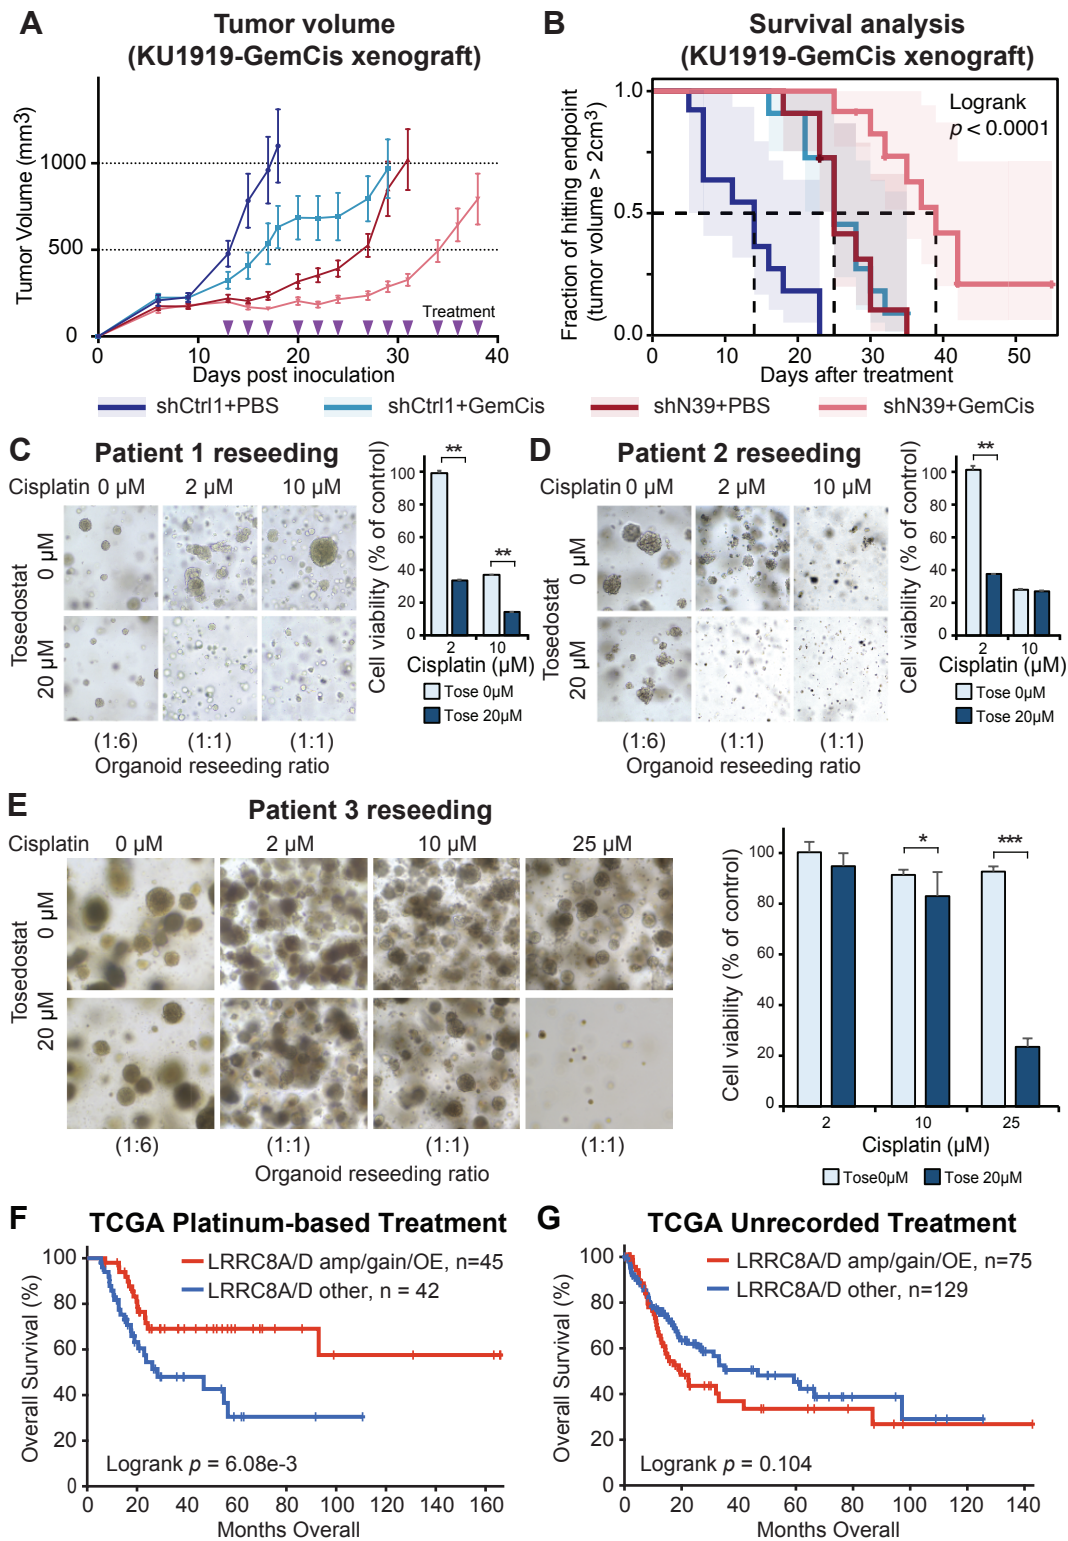 A
Tumor volume
(KU1919-GemCis xenograft)
Tumor Volume (mm3)
1000
500
0
Treatment
0
10
20
30
40
Days post inoculation
B
Survival analysis
(KU1919-GemCis xenograft)
Fraction of hitting endpoint
(tumor volume > 2cm³)
1.0
0.5
0.0
Logrank
p < 0.0001
0
10
20
30
40
50
Days after treatment
shCtrl1+PBS
shCtrl1+GemCis
shN39+PBS
shN39+GemCis
C
Patient 1 reseeding
Cisplatin 0 µM 2 µM 10 µM
Tosedostat
0 µM
20 µM
(1:6) (1:1) (1:1)
Organoid reseeding ratio
Cell viability (% of control)
100
80
60
40
20
0
**
**
2 10
Cisplatin (µM)
Tose 0µM
Tose 20µM
D
Patient 2 reseeding
Cisplatin 0 µM 2 µM 10 µM
Tosedostat
0 µM
20 µM
(1:6) (1:1) (1:1)
Organoid reseeding ratio
Cell viability (% of control)
100
80
60
40
20
0
**
2 10
Cisplatin (µM)
Tose 0µM
Tose 20µM
E
Patient 3 reseeding
Cisplatin 0 µM 2 µM 10 µM 25 µM
Tosedostat
0 µM
20 µM
(1:6) (1:1) (1:1) (1:1)
Organoid reseeding ratio
Cell viability (% of control)
100
80
60
40
20
0
*
***
2 10 25
Cisplatin (µM)
Tose0µM
Tose 20µM
F
TCGA Platinum-based Treatment
Overall Survival (%)
100
80
60
40
20
0
LRRC8A/D amp/gain/OE, n=45
LRRC8A/D other, n = 42
Logrank p = 6.08e-3
0 20 40 60 80 100 120 140 160
Months Overall
G
TCGA Unrecorded Treatment
Overall Survival (%)
100
80
60
40
20
0
LRRC8A/D amp/gain/OE, n=75
LRRC8A/D other, n=129
Logrank p = 0.104
0 20 40 60 80 100 120 140
Months Overall